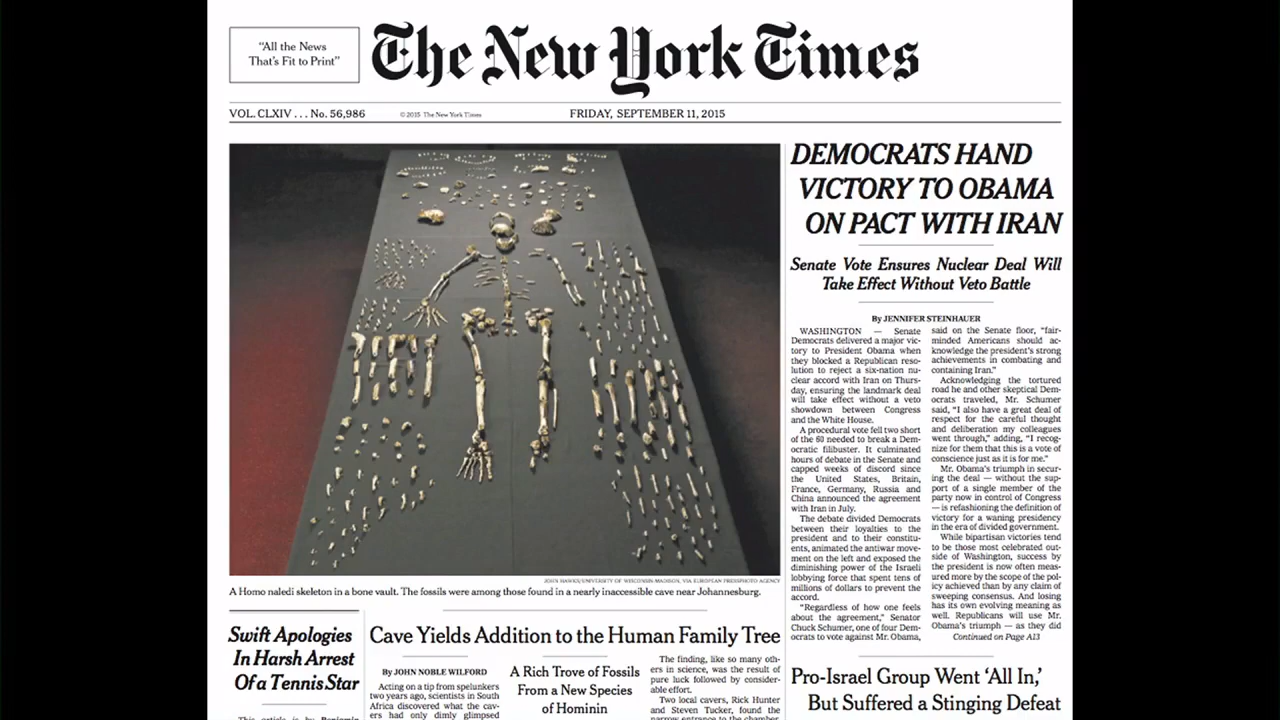 “All the News
That’s Fit to Print”
The New York Times
VOL. CLXIV . . . No. 56,986
© 2015 The New York Times
FRIDAY, SEPTEMBER 11, 2015
JOHN HAWKS/UNIVERSITY OF WISCONSIN-MADISON, VIA EUROPEAN PRESSPHOTO AGENCY
A Homo naledi skeleton in a bone vault. The fossils were among those found in a nearly inaccessible cave near Johannesburg.
Swift Apologies
In Harsh Arrest
Of a Tennis Star
This article is by Benjamin
Cave Yields Addition to the Human Family Tree
By JOHN NOBLE WILFORD
Acting on a tip from spelunkers
two years ago, scientists in South
Africa discovered what the cav-
ers had only dimly glimpsed
A Rich Trove of Fossils
From a New Species
of Hominin
The finding, like so many oth-
ers in science, was the result of
pure luck followed by consider-
able effort.
Two local cavers, Rick Hunter
and Steven Tucker, found the
narrow entrance to the chamber,
DEMOCRATS HAND
VICTORY TO OBAMA
ON PACT WITH IRAN
Senate Vote Ensures Nuclear Deal Will
Take Effect Without Veto Battle
By JENNIFER STEINHAUER
WASHINGTON — Senate
Democrats delivered a major vic-
tory to President Obama when
they blocked a Republican reso-
lution to reject a six-nation nu-
clear accord with Iran on Thurs-
day, ensuring the landmark deal
will take effect without a veto
showdown between Congress
and the White House.
A procedural vote fell two short
of the 60 needed to break a Dem-
ocratic filibuster. It culminated
hours of debate in the Senate and
capped weeks of discord since
the United States, Britain,
France, Germany, Russia and
China announced the agreement
with Iran in July.
The debate divided Democrats
between their loyalties to the
president and to their constitu-
ents, animated the antiwar move-
ment on the left and exposed the
diminishing power of the Israeli
lobbying force that spent tens of
millions of dollars to prevent the
accord.
“Regardless of how one feels
about the agreement,” Senator
Chuck Schumer, one of four Dem-
ocrats to vote against Mr. Obama,
said on the Senate floor, “fair-
minded Americans should ac-
knowledge the president’s strong
achievements in combating and
containing Iran.”
Acknowledging the tortured
road he and other skeptical Dem-
ocrats traveled, Mr. Schumer
said, “I also have a great deal of
respect for the careful thought
and deliberation my colleagues
went through,” adding, “I recog-
nize for them that this is a vote of
conscience just as it is for me.”
Mr. Obama’s triumph in secur-
ing the deal — without the sup-
port of a single member of the
party now in control of Congress
— is refashioning the definition of
victory for a waning presidency
in the era of divided government.
While bipartisan victories tend
to be those most celebrated out-
side of Washington, success by
the president is now often meas-
ured more by the scope of the pol-
icy achieved than by any claim of
sweeping consensus. And losing
has its own evolving meaning as
well. Republicans will use Mr.
Obama’s triumph — as they did
Continued on Page A13
Pro-Israel Group Went ‘All In,’
But Suffered a Stinging Defeat